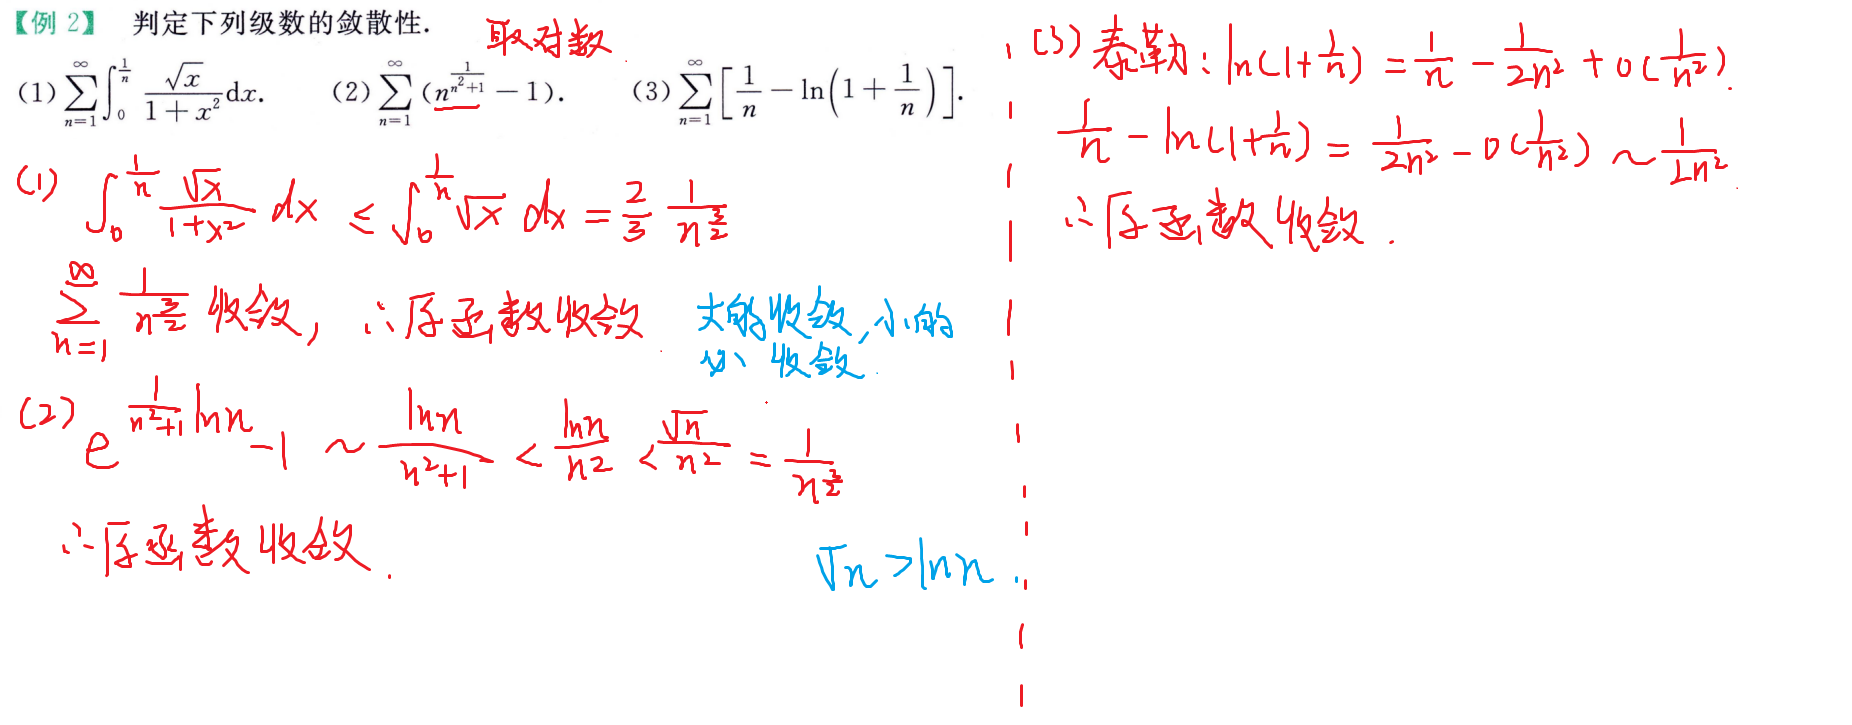 【例 2】 判定下列级数的敛散性.
取对数
(1) $\sum_{n=1}^{\infty}\int_0^{\frac{1}{n}}\frac{\sqrt{x}}{1+x^2}dx.$ (2) $\sum_{n=1}^{\infty}(n^{\frac{1}{n^2+1}}-1).$ (3) $\sum_{n=1}^{\infty}\left[\frac{1}{n}-\ln\left(1+\frac{1}{n}\right)\right].$
(1) $\int_0^{\frac{1}{n}}\frac{\sqrt{x}}{1+x^2}dx \le \int_0^{\frac{1}{n}}\sqrt{x}dx = \frac{2}{3}\frac{1}{n^{\frac{3}{2}}}$
$\sum_{n=1}^{\infty}\frac{1}{n^{\frac{3}{2}}}$ 收敛, ∴原函数收敛
大的收敛,小的
必收敛.
(2) $e^{\frac{1}{n^2+1}\ln n}-1 \sim \frac{\ln n}{n^2+1} < \frac{\ln n}{n^2} < \frac{\sqrt{n}}{n^2} = \frac{1}{n^{\frac{3}{2}}}$
∴原函数收敛.
$\sqrt{n}>\ln n.$
(3) 泰勒: $\ln(1+\frac{1}{n}) = \frac{1}{n}-\frac{1}{2n^2}+o(\frac{1}{n^2}).$
$\frac{1}{n}-\ln(1+\frac{1}{n}) = \frac{1}{2n^2}-o(\frac{1}{n^2}) \sim \frac{1}{2n^2}.$
∴原函数收敛.